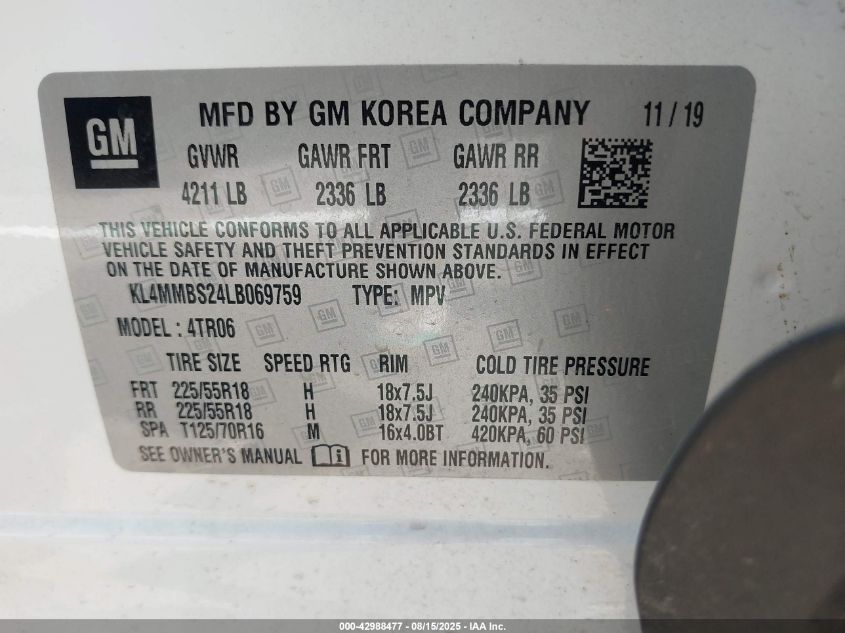 GM MFD BY GM KOREA COMPANY 11 / 19
GVWR GAWR FRT GAWR RR
4211 LB 2336 LB 2336 LB
THIS VEHICLE CONFORMS TO ALL APPLICABLE U.S. FEDERAL MOTOR
VEHICLE SAFETY AND THEFT PREVENTION STANDARDS IN EFFECT
ON THE DATE OF MANUFACTURE SHOWN ABOVE.
KL4MMBS24LB069759 TYPE: MPV
MODEL: 4TR06
TIRE SIZE SPEED RTG RIM COLD TIRE PRESSURE
FRT 225/55R18 H 18x7.5J 240KPA, 35 PSI
RR 225/55R18 H 18x7.5J 240KPA, 35 PSI
SPA T125/70R16 M 16x4.0BT 420KPA, 60 PSI
SEE OWNER'S MANUAL i FOR MORE INFORMATION.
000-42988477 - 08/15/2025 - IAA Inc.